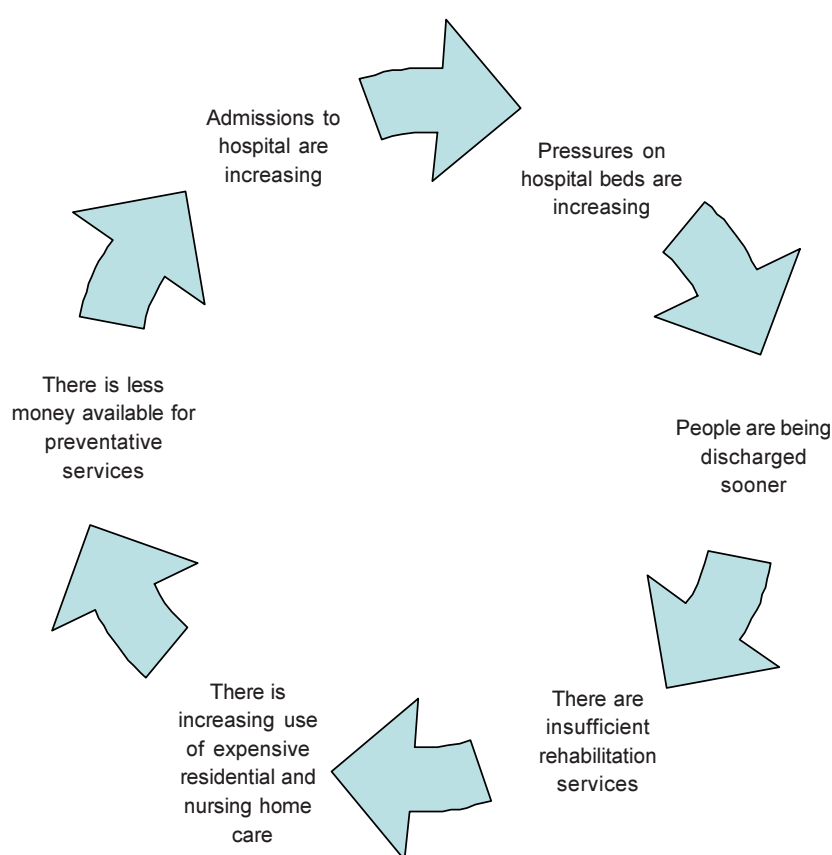 Admissions to
hospital are
increasing
Pressures on
hospital beds are
increasing
People are being
discharged
sooner
There are
insufficient
rehabilitation
services
There is
increasing use
of expensive
residential and
nursing home
care
There is less
money available for
preventative
services